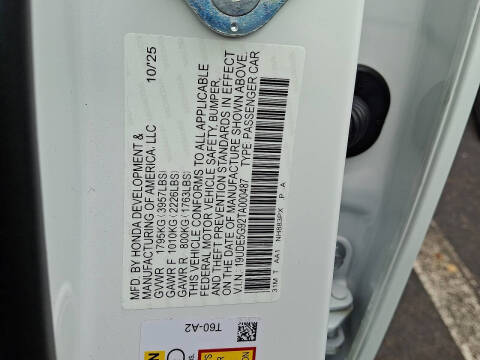 MFD. BY HONDA DEVELOPMENT & 10/'25
MANUFACTURING OF AMERICA, LLC
GVWR 1795KG(3957LBS)
GAWR F 1010KG(2226LBS)
GAWR R 800KG(1763LBS)
THIS VEHICLE CONFORMS TO ALL APPLICABLE
FEDERAL MOTOR VEHICLE SAFETY, BUMPER,
AND THEFT PREVENTION STANDARDS IN EFFECT
ON THE DATE OF MANUFACTURE SHOWN ABOVE.
V.I.N. 19UDE5G92TA000487 TYPE PASSENGER CAR
31M T AA1 P A
T60-A2